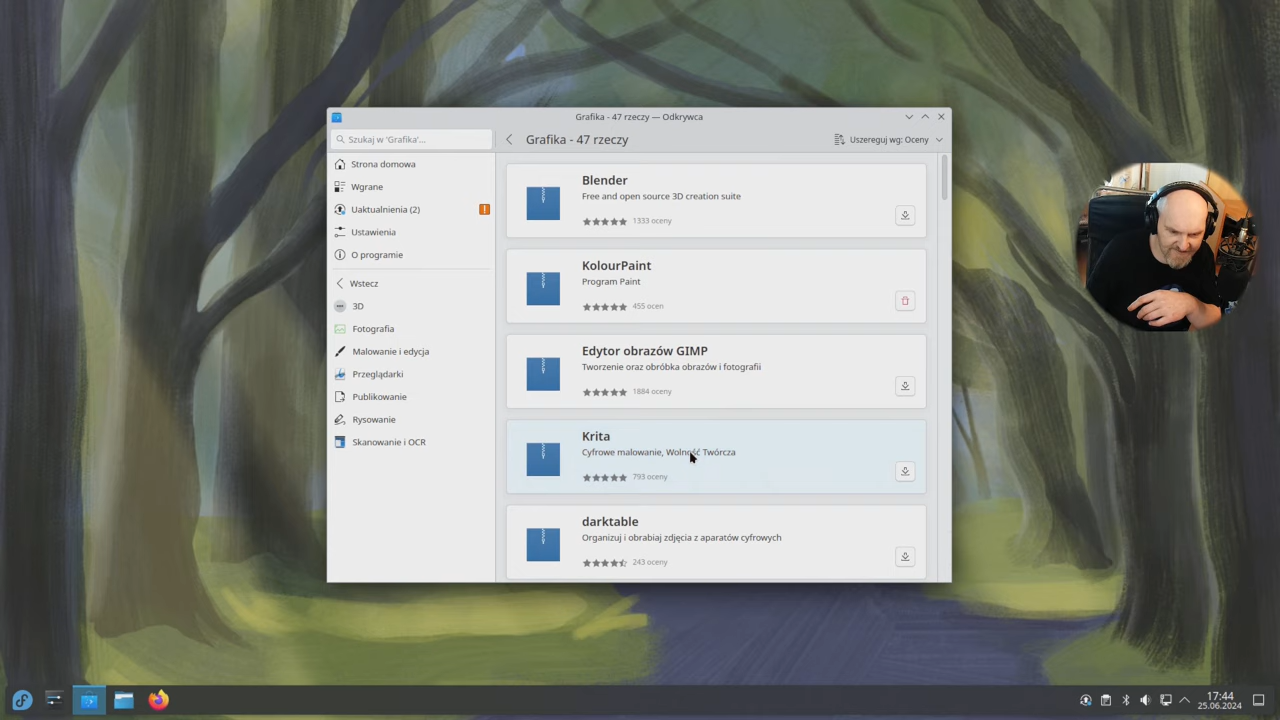 Grafika - 47 rzeczy — Odkrywca
Szukaj w 'Grafika'...
Grafika - 47 rzeczy
Uszereguj wg: Oceny
Strona domowa
Wgrane
Uaktualnienia (2)
Ustawienia
O programie
Wstecz
3D
Fotografia
Malowanie i edycja
Przeglądarki
Publikowanie
Rysowanie
Skanowanie i OCR
Blender
Free and open source 3D creation suite
1333 oceny
KolourPaint
Program Paint
455 ocen
Edytor obrazów GIMP
Tworzenie oraz obróbka obrazów i fotografii
1884 oceny
Krita
Cyfrowe malowanie, Wolność Twórcza
793 oceny
darktable
Organizuj i obrabiaj zdjęcia z aparatów cyfrowych
243 oceny
17:44
25.06.2024